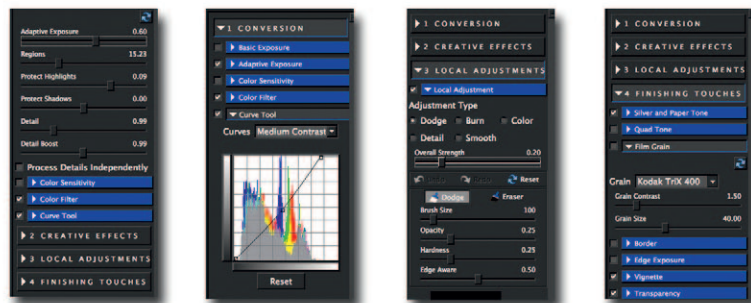 Adaptive Exposure 0.60
Regions 15.23
Protect Highlights 0.09
Protect Shadows 0.00
Detail 0.99
Detail Boost 0.99
Process Details Independently
Color Sensitivity
Color Filter
Curve Tool
2 CREATIVE EFFECTS
3 LOCAL ADJUSTMENTS
4 FINISHING TOUCHES
1 CONVERSION
Basic Exposure
Adaptive Exposure
Color Sensitivity
Color Filter
Curve Tool
Curves Medium Contrast
Reset
1 CONVERSION
2 CREATIVE EFFECTS
3 LOCAL ADJUSTMENTS
Local Adjustment
Adjustment Type
Dodge Burn Color
Detail Smooth
Overall Strength 0.20
Reset
Dodge Eraser
Brush Size 100
Opacity 0.25
Hardness 0.25
Edge Aware 0.50
1 CONVERSION
2 CREATIVE EFFECTS
3 LOCAL ADJUSTMENTS
4 FINISHING TOUCHES
Silver and Paper Tone
Quad Tone
Film Grain
Grain Kodak TriX 400
Grain Contrast 1.50
Grain Size 40.00
Border
Edge Exposure
Vignette
Transparency